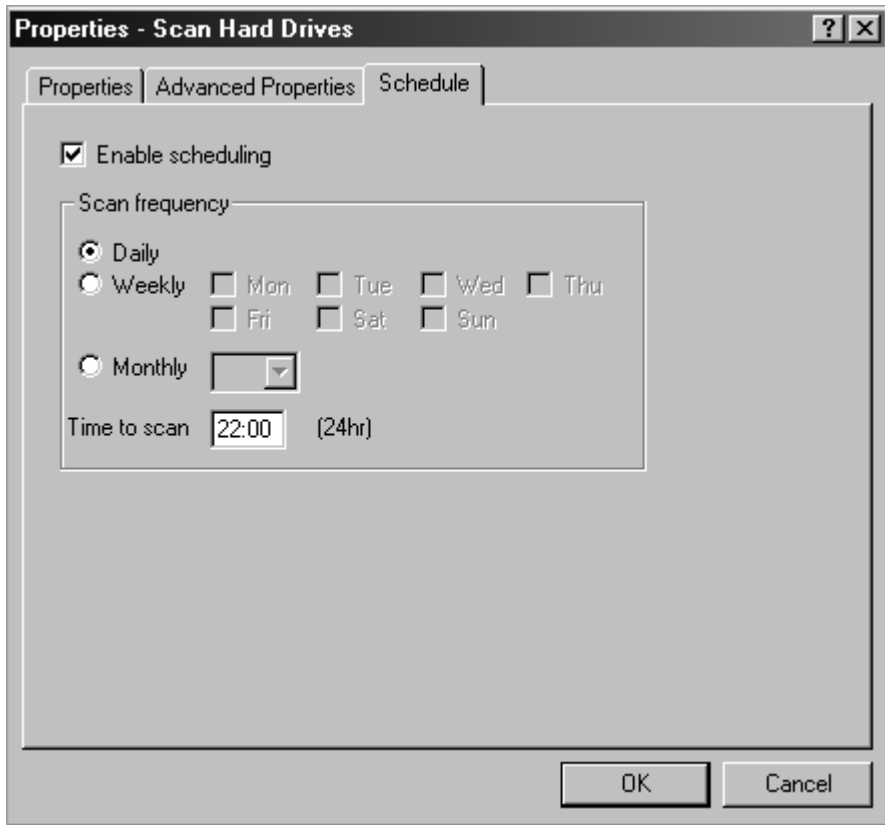 Properties - Scan Hard Drives
Properties Advanced Properties Schedule
Enable scheduling
Scan frequency
Daily
Weekly Mon Tue Wed Thu
Fri Sat Sun
Monthly
Time to scan 22:00 (24hr)
OK Cancel